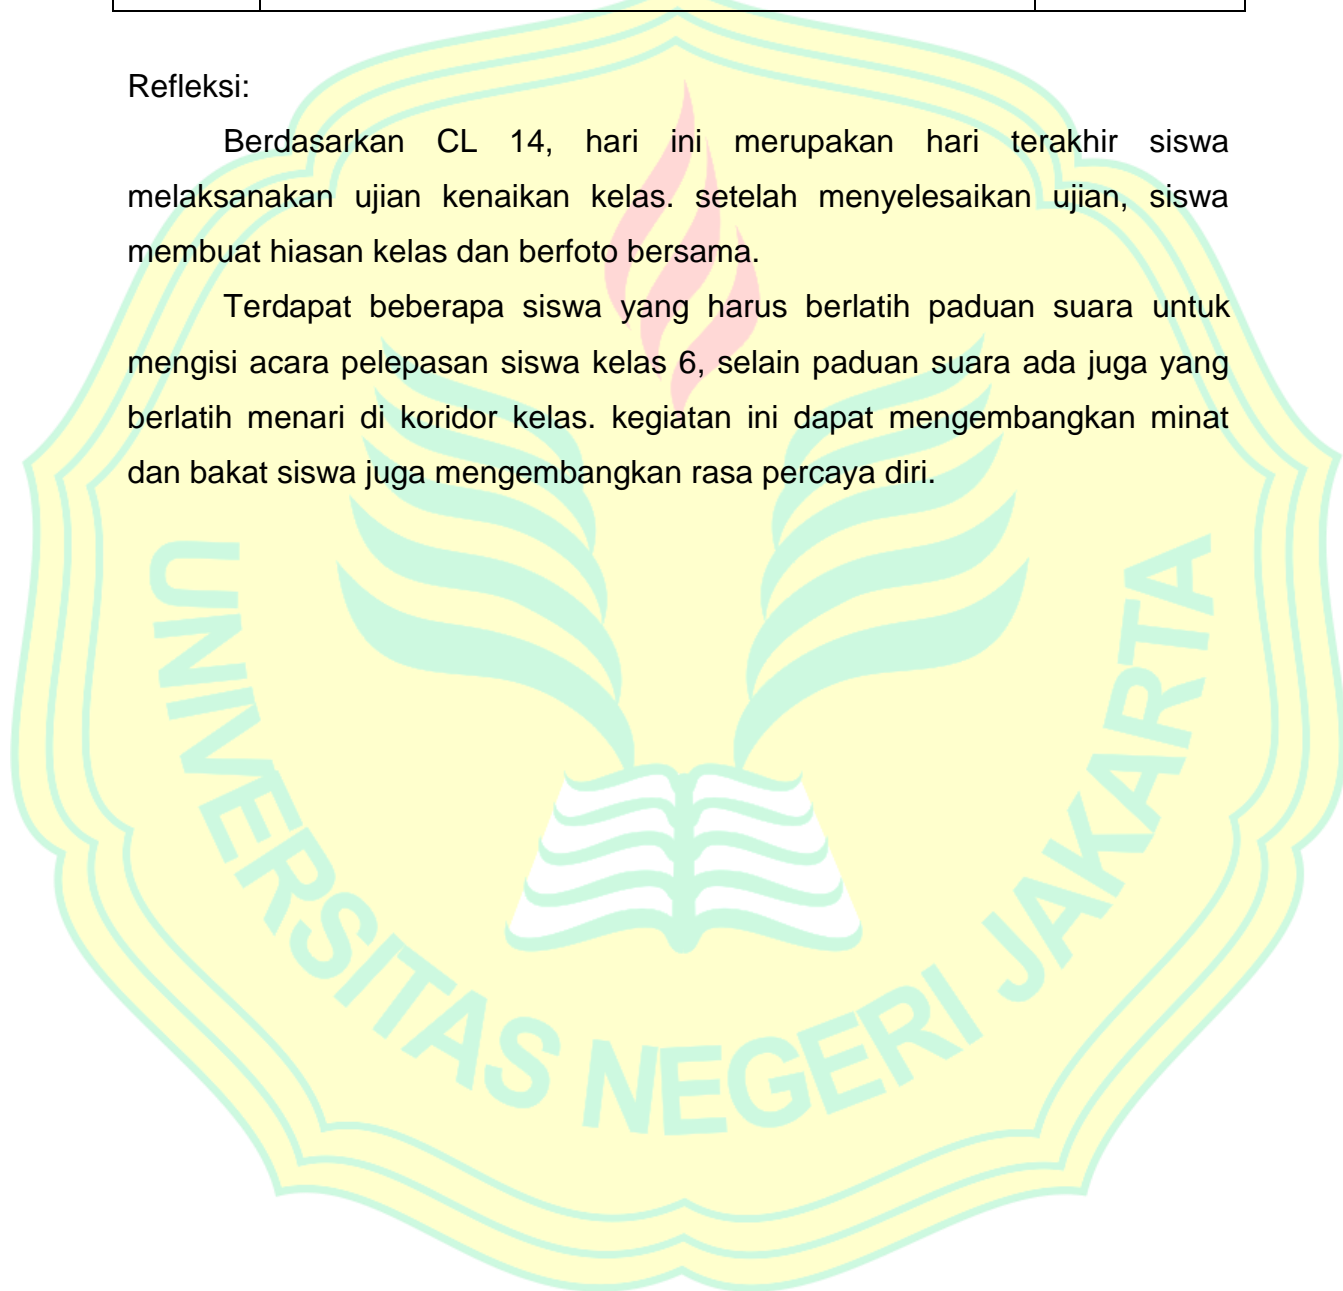 Refleksi:
Berdasarkan CL 14, hari ini merupakan hari terakhir siswa
melaksanakan ujian kenaikan kelas. setelah menyelesaikan ujian, siswa
membuat hiasan kelas dan berfoto bersama.
Terdapat beberapa siswa yang harus berlatih paduan suara untuk
mengisi acara pelepasan siswa kelas 6, selain paduan suara ada juga yang
berlatih menari di koridor kelas. kegiatan ini dapat mengembangkan minat
dan bakat siswa juga mengembangkan rasa percaya diri.
UNIVERSITAS NEGERI JAKARTA